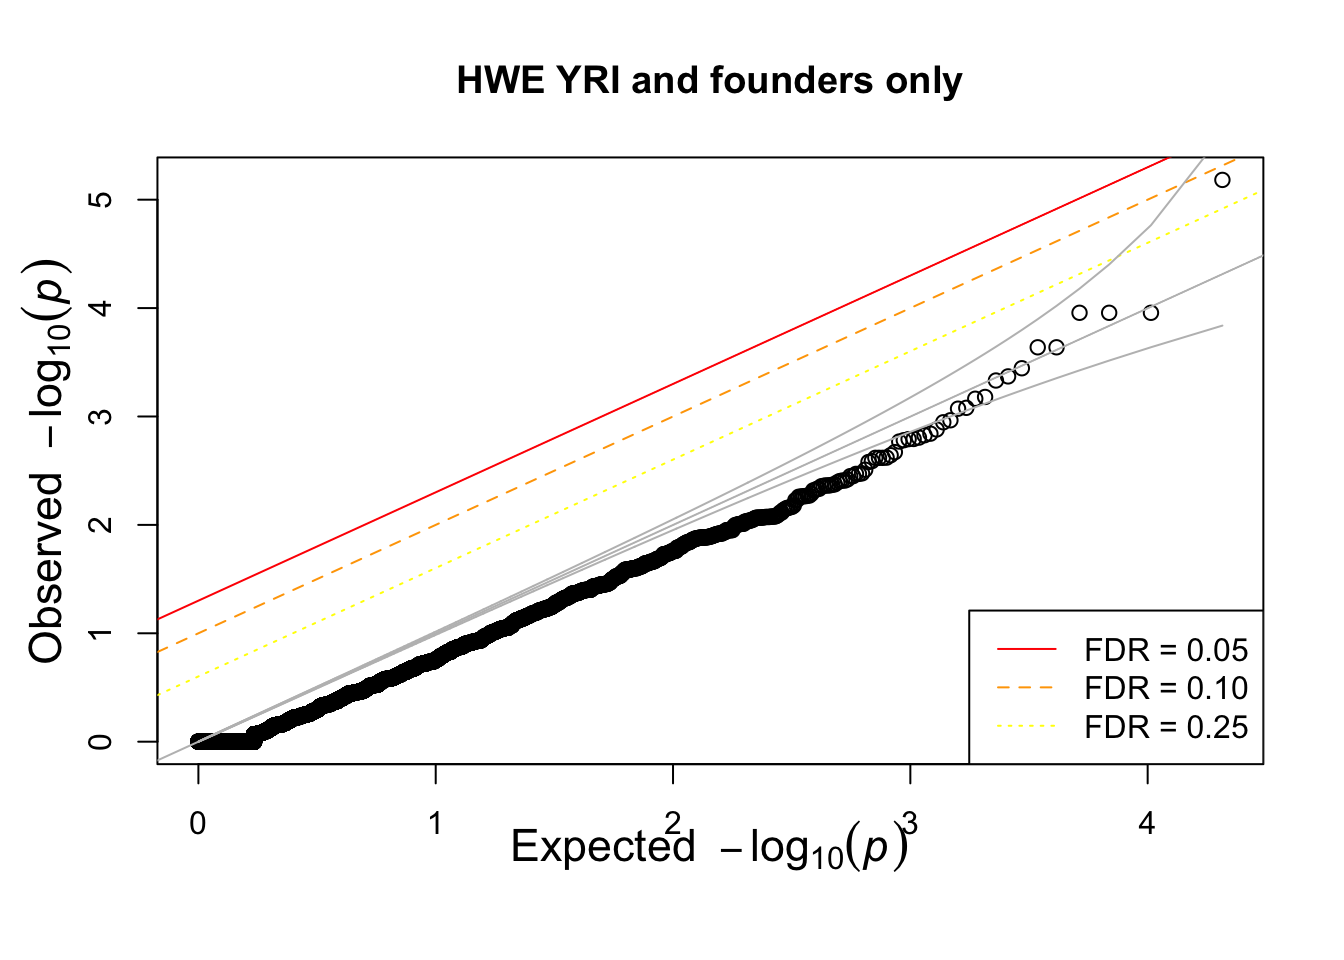 HWE YRI and founders only
5
4
3
2
1
0
Observed −log₁₀(p)
0 1 2 3 4
Expected −log₁₀(p)
FDR = 0.05
FDR = 0.10
FDR = 0.25